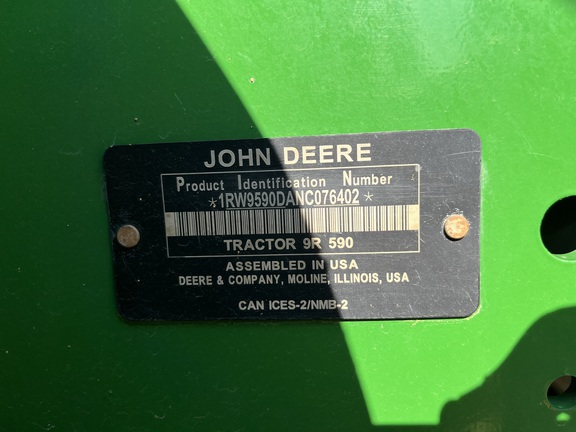 JOHN DEERE
Product Identification Number
*1RW9590DANC076402*
TRACTOR 9R 590
ASSEMBLED IN USA
DEERE & COMPANY, MOLINE, ILLINOIS, USA
CAN ICES-2/NMB-2